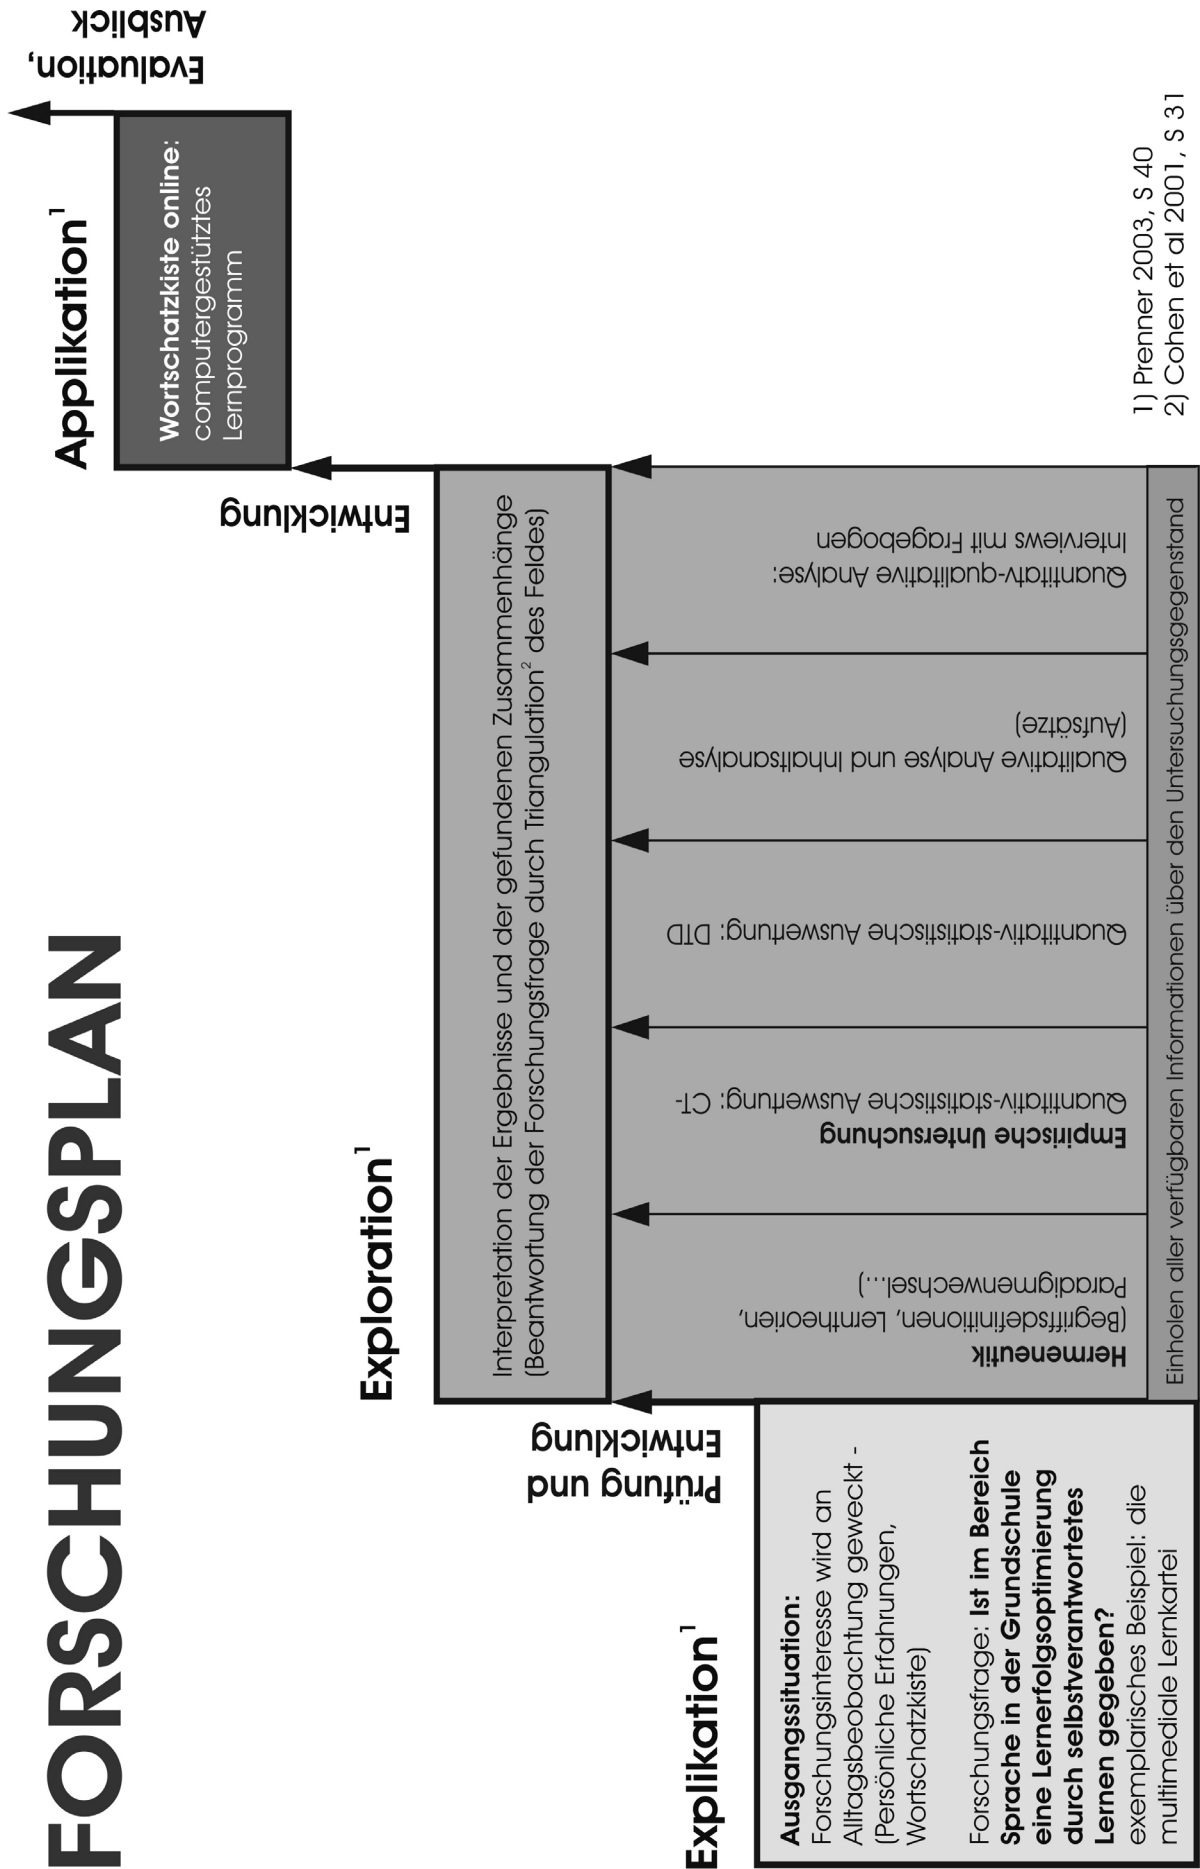 FORSCHUNGSPLAN
Explikation1
Ausgangssituation:
Forschungsinteresse wird an
Alltagsbeobachtung geweckt -
(Persönliche Erfahrungen,
Wortschatzkiste)
Forschungsfrage: Ist im Bereich
Sprache in der Grundschule
eine Lernerfolgsoptimierung
durch selbstverantwortetes
Lernen gegeben?
exemplarisches Beispiel: die
multimediale Lernkartei
Prüfung und
Entwicklung
Exploration1
Interpretation der Ergebnisse und der gefundenen Zusammenhänge
(Beantwortung der Forschungsfrage durch Triangulation2 des Feldes)
Hermeneutik
(Begriffsdefinitionen, Lerntheorien,
Paradigmenwechsel...)
Empirische Untersuchung
Quantitativ-statistische Auswertung: CT-
Quantitativ-statistische Auswertung: DTD
Qualitative Analyse und Inhaltsanalyse
(Aufsätze)
Quantitatv-qualitative Analyse:
Interviews mit Fragebogen
Einholen aller verfügbaren Informationen über den Untersuchungsgegenstand
Entwicklung
Applikation1
Wortschatzkiste online:
computergestütztes
Lernprogramm
Evaluation,
Ausblick
1) Prenner 2003, S 40
2) Cohen et al 2001, S 31